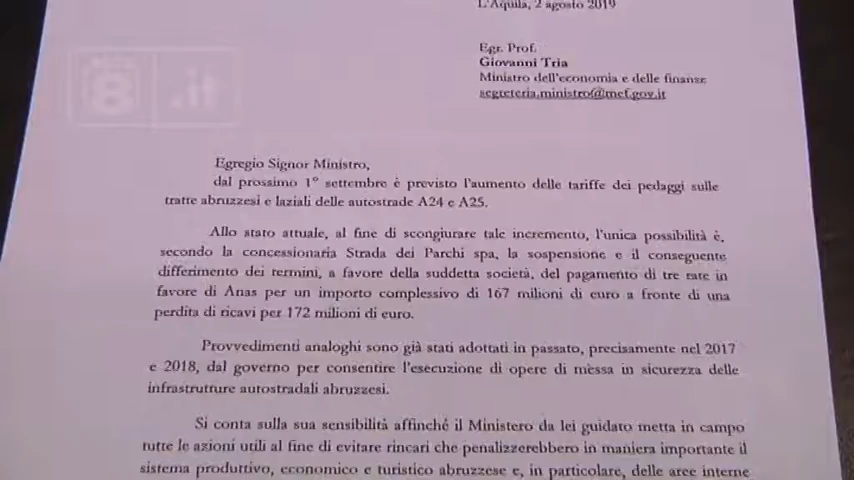 L'Aquila, 2 agosto 2019
Egr. Prof.
Giovanni Tria
Ministro dell'economia e delle finanze
segreteria.ministro@mef.gov.it
8
.it
Egregio Signor Ministro,
dal prossimo 1° settembre è previsto l'aumento delle tariffe dei pedaggi sulle
tratte abruzzesi e laziali delle autostrade A24 e A25.
Allo stato attuale, al fine di scongiurare tale incremento, l'unica possibilità è,
secondo la concessionaria Strada dei Parchi spa, la sospensione e il conseguente
differimento dei termini, a favore della suddetta società, del pagamento di tre rate in
favore di Anas per un importo complessivo di 167 milioni di euro a fronte di una
perdita di ricavi per 172 milioni di euro.
Provvedimenti analoghi sono già stati adottati in passato, precisamente nel 2017
e 2018, dal governo per consentire l'esecuzione di opere di messa in sicurezza delle
infrastrutture autostradali abruzzesi.
Si conta sulla sua sensibilità affinché il Ministero da lei guidato metta in campo
tutte le azioni utili al fine di evitare rincari che penalizzerebbero in maniera importante il
sistema produttivo, economico e turistico abruzzese e, in particolare, delle aree interne